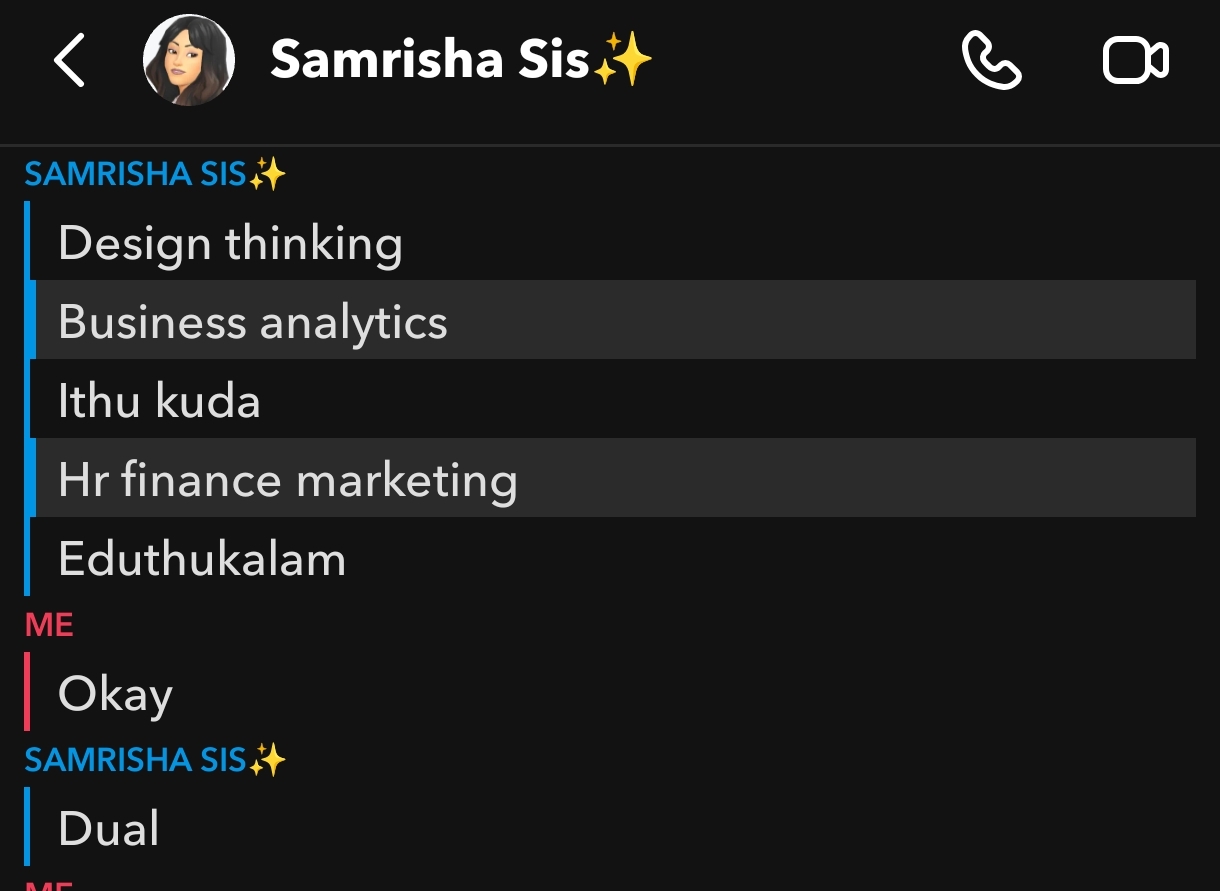 Samrisha Sis✨
SAMRISHA SIS✨
Design thinking
Business analytics
Ithu kuda
Hr finance marketing
Eduthukalam
ME
Okay
SAMRISHA SIS✨
Dual
ME